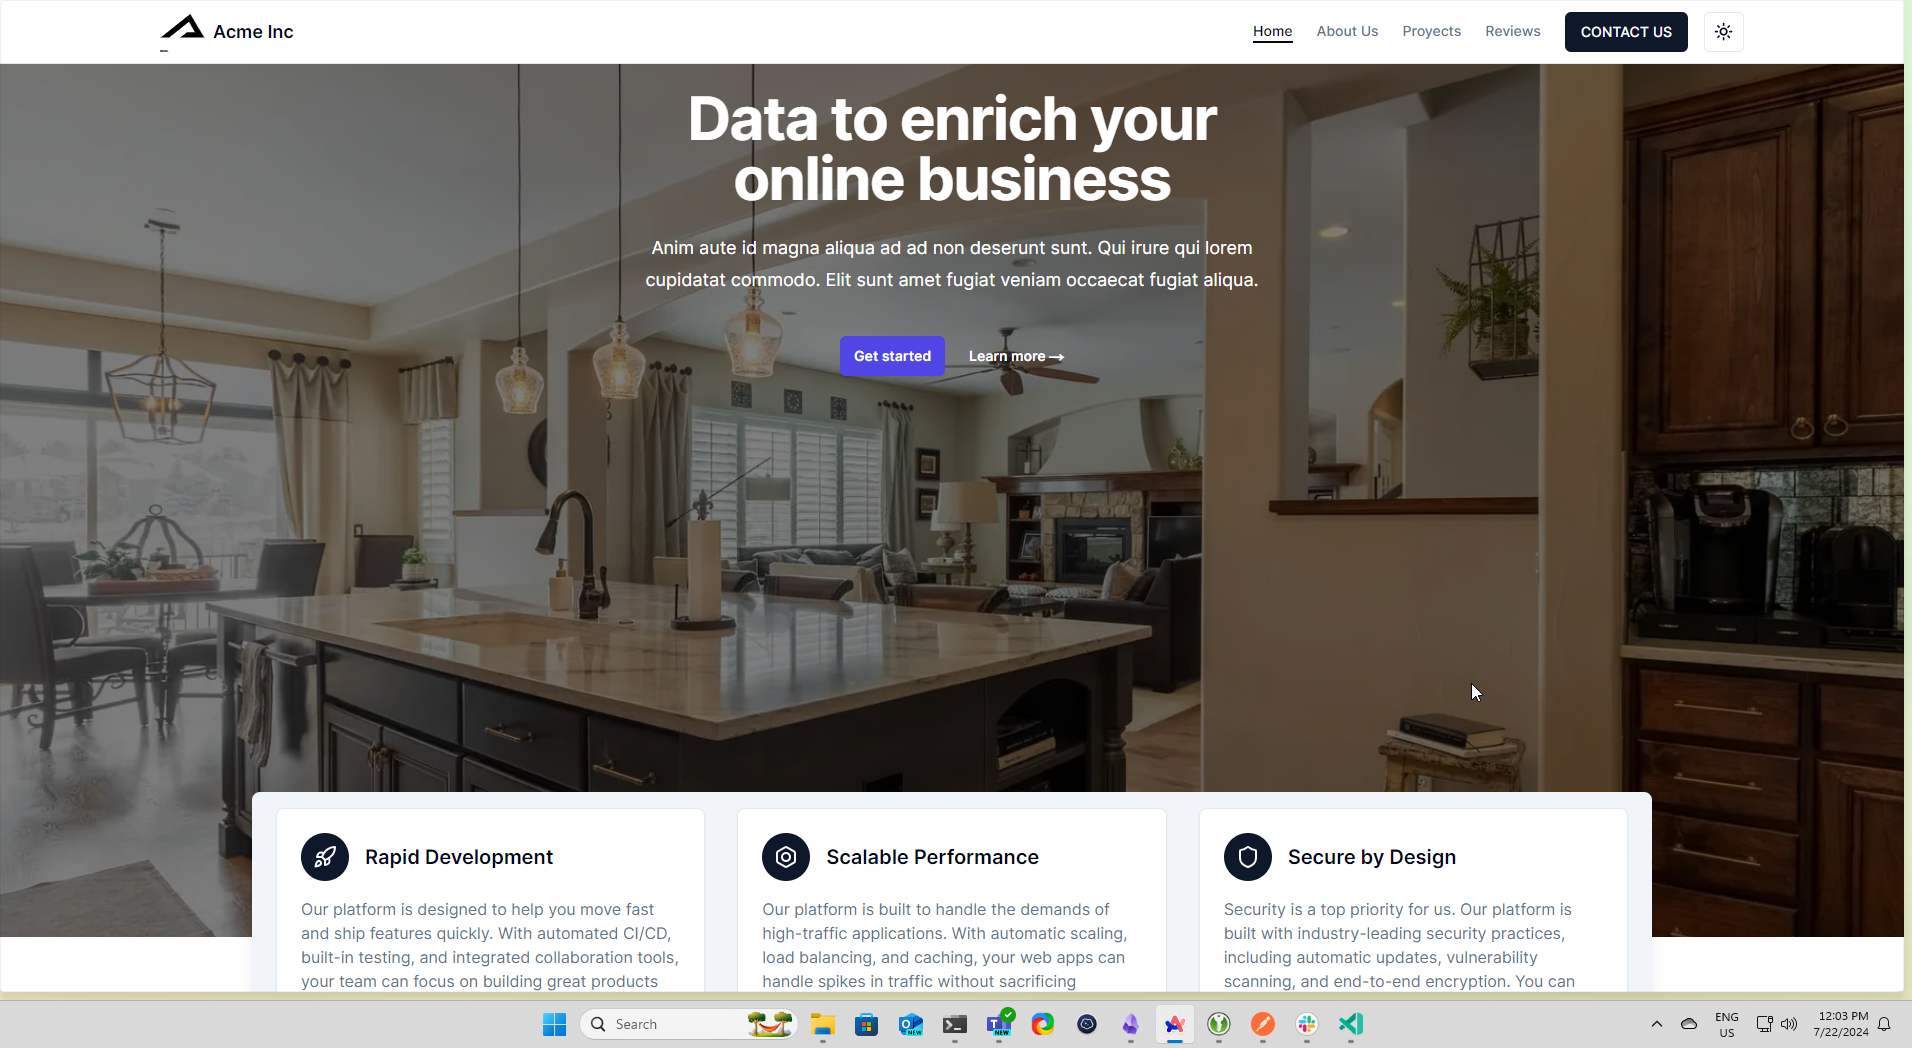 Acme Inc
Home
About Us
Proyects
Reviews
CONTACT US
Data to enrich your
online business
Anim aute id magna aliqua ad ad non deserunt sunt. Qui irure qui lorem
cupidatat commodo. Elit sunt amet fugiat veniam occaecat fugiat aliqua.
Get started
Learn more →
Rapid Development
Our platform is designed to help you move fast
and ship features quickly. With automated CI/CD,
built-in testing, and integrated collaboration tools,
your team can focus on building great products
Scalable Performance
Our platform is built to handle the demands of
high-traffic applications. With automatic scaling,
load balancing, and caching, your web apps can
handle spikes in traffic without sacrificing
Secure by Design
Security is a top priority for us. Our platform is
built with industry-leading security practices,
including automatic updates, vulnerability
scanning, and end-to-end encryption. You can
Search
NEW
NEW
ENG
US
12:03 PM
7/22/2024